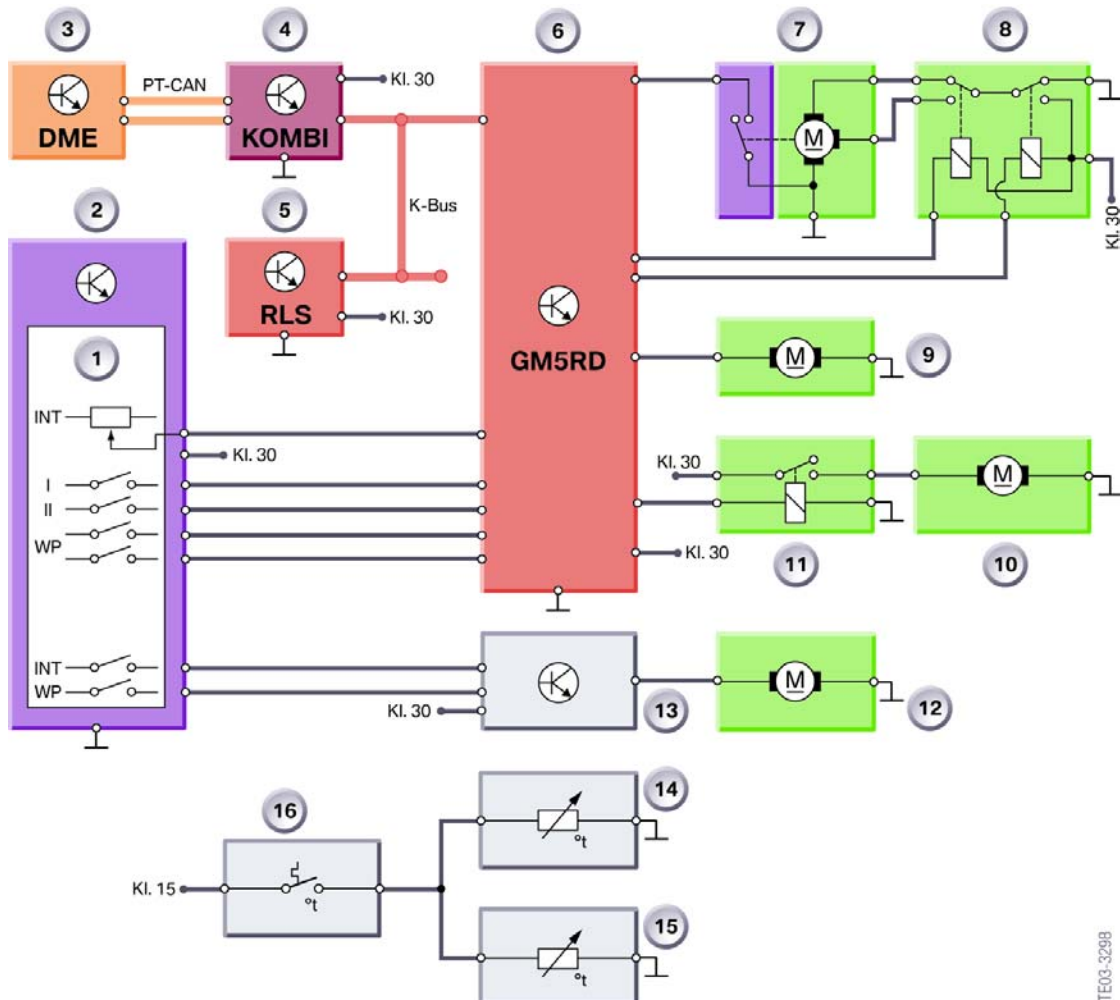 3
4
6
7
8
PT-CAN
Kl. 30
DME
KOMBI
2
5
K-Bus
Kl. 30
RLS
Kl. 30
GM5RD
1
9
INT
Kl. 30
Kl. 30
I
II
WP
Kl. 30
11
10
INT
WP
Kl. 30
13
12
14
16
°t
Kl. 15
°t
15
°t
TE03-3298